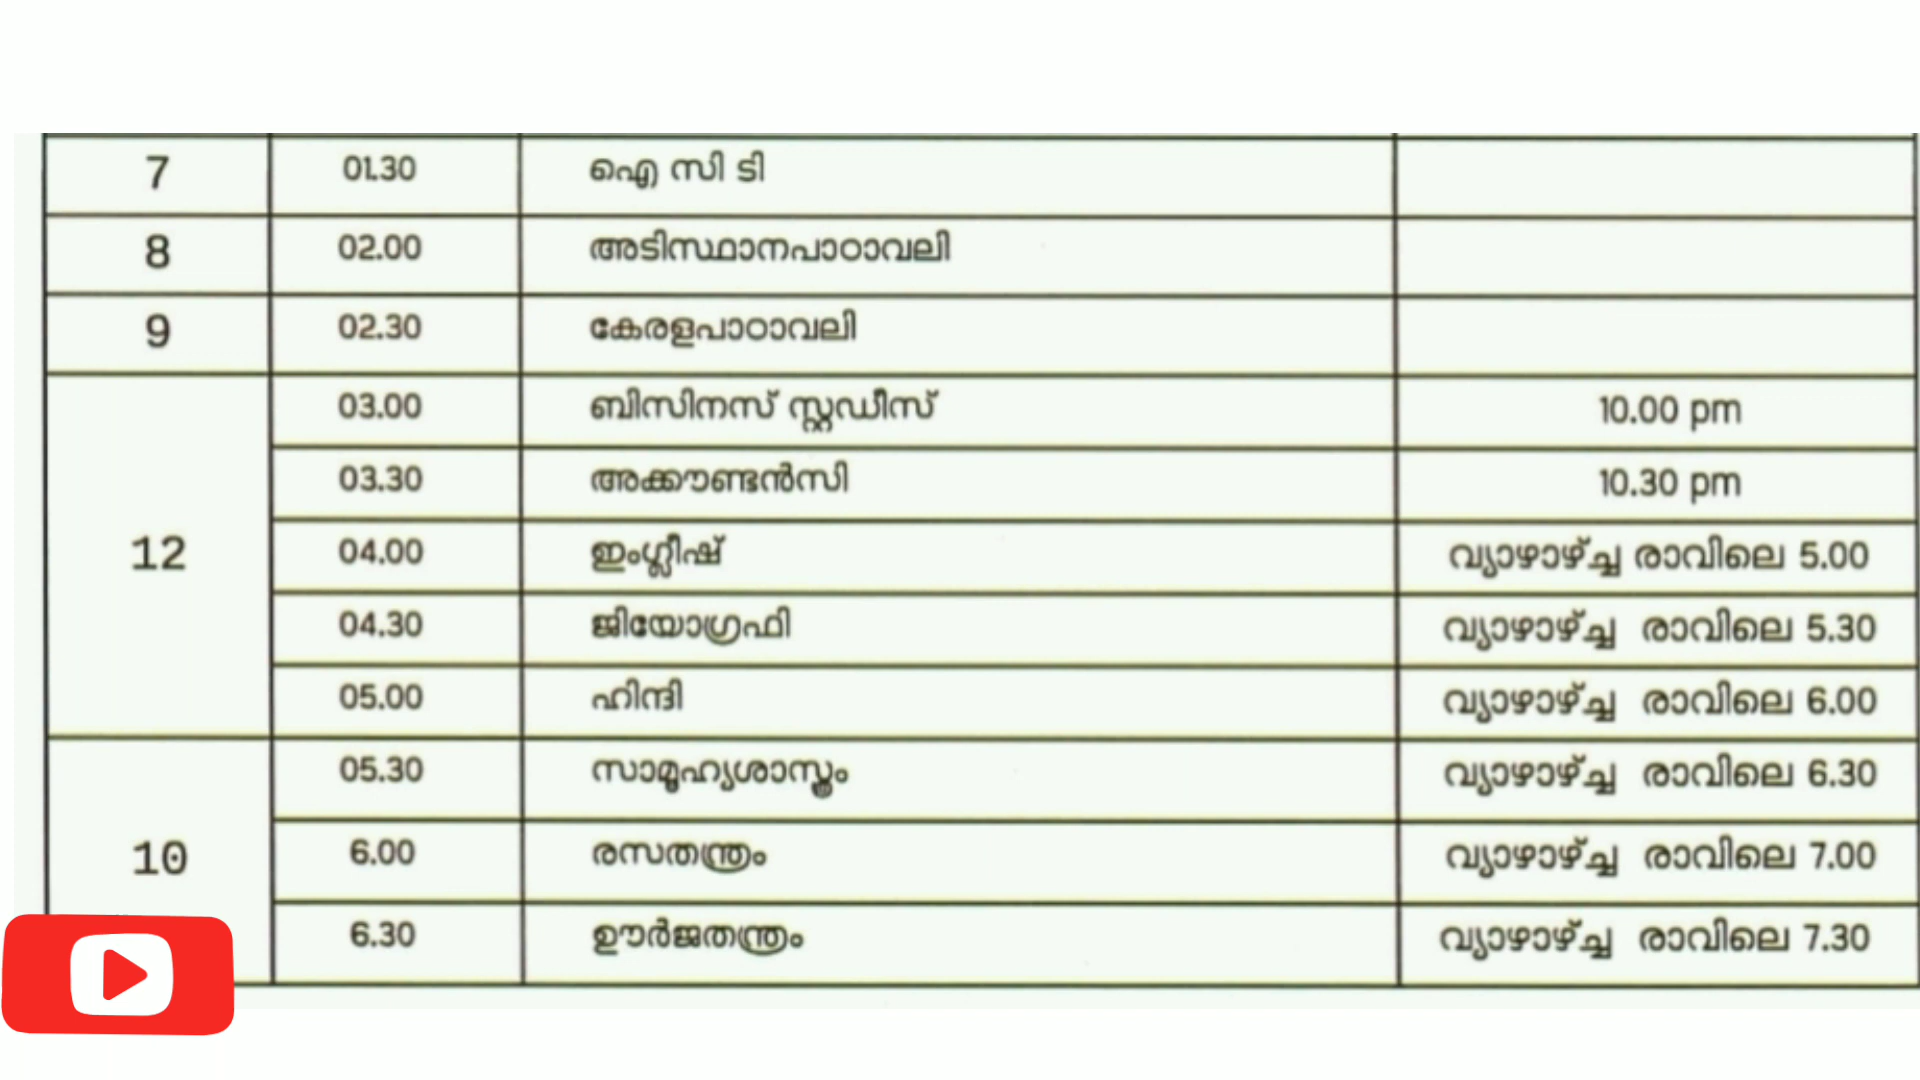 7 01.30 ഐ സി ടി
8 02.00 അടിസ്ഥാനപാഠാവലി
9 02.30 കേരളപാഠാവലി
12 03.00 ബിസിനസ് സ്റ്റഡീസ് 10.00 pm
03.30 അക്കൗണ്ടൻസി 10.30 pm
04.00 ഇംഗ്ലീഷ് വ്യാഴാഴ്ച്ച രാവിലെ 5.00
04.30 ജിയോഗ്രഫി വ്യാഴാഴ്ച്ച രാവിലെ 5.30
05.00 ഹിന്ദി വ്യാഴാഴ്ച്ച രാവിലെ 6.00
10 05.30 സാമൂഹ്യശാസ്ത്രം വ്യാഴാഴ്ച്ച രാവിലെ 6.30
6.00 രസതന്ത്രം വ്യാഴാഴ്ച്ച രാവിലെ 7.00
6.30 ഊർജതന്ത്രം വ്യാഴാഴ്ച്ച രാവിലെ 7.30